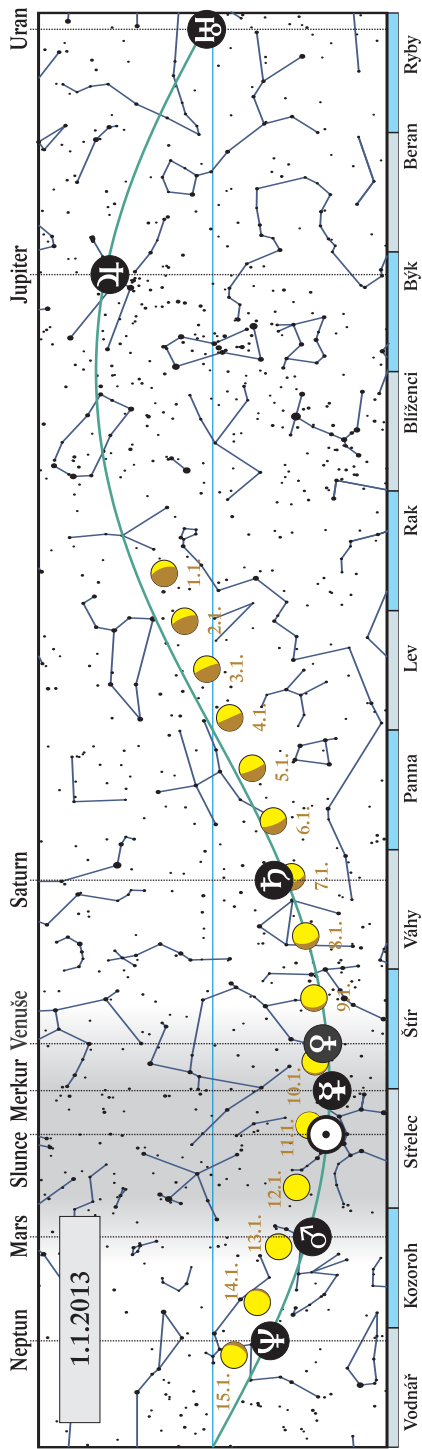 Neptun Mars Slunce Merkur Venuše Saturn Jupiter Uran
1.1.2013
15.1. 14.1. 13.1. 12.1. 11.1. 10.1. 9.1. 8.1. 7.1. 6.1. 5.1. 4.1. 3.1. 2.1. 1.1.
Vodnář Kozoroh Střelec Štír Váhy Panna Lev Rak Blíženci Býk Beran Ryby